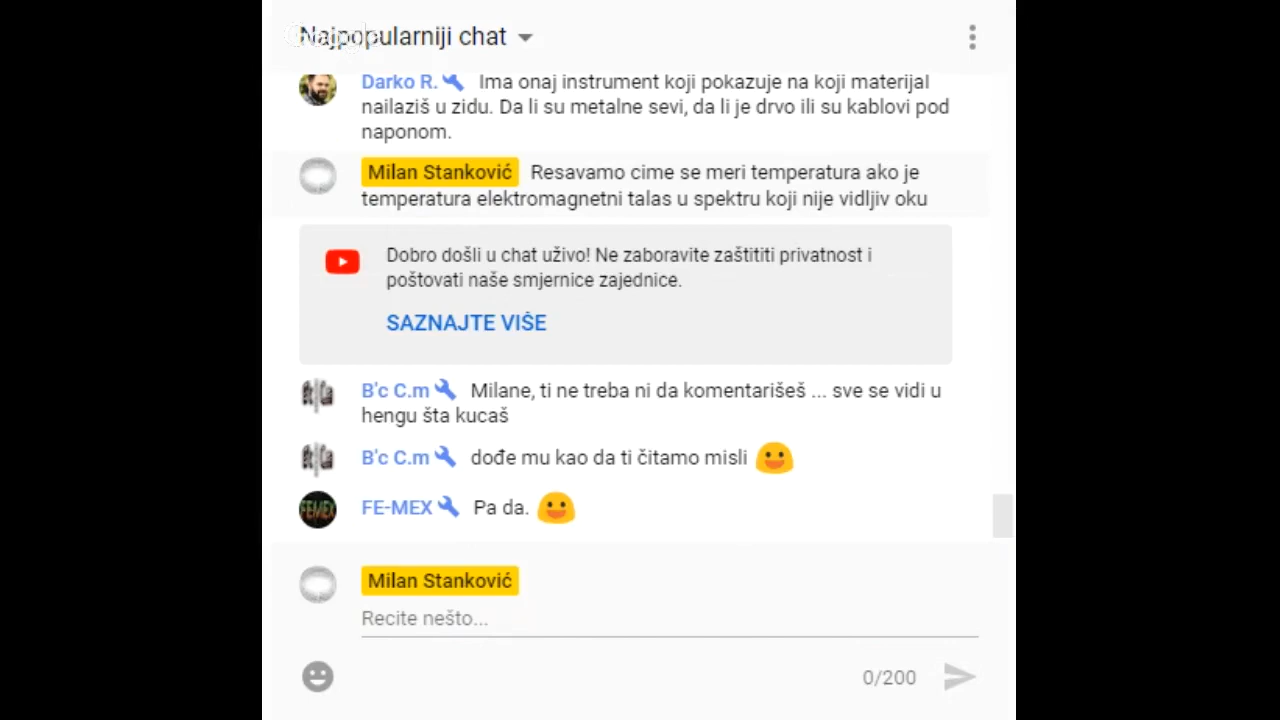 Najpopularniji chat
Darko R. Ima onaj instrument koji pokazuje na koji materijal
nailaziš u zidu. Da li su metalne sevi, da li je drvo ili su kablovi pod
naponom.
Milan Stanković Resavamo cime se meri temperatura ako je
temperatura elektromagnetni talas u spektru koji nije vidljiv oku
Dobro došli u chat uživo! Ne zaboravite zaštititi privatnost i
poštovati naše smjernice zajednice.
SAZNAJTE VIŠE
B'c C.m Milane, ti ne treba ni da komentarišeš ... sve se vidi u
hengu šta kucaš
B'c C.m dođe mu kao da ti čitamo misli
FEMEX FE-MEX Pa da.
Milan Stanković
Recite nešto...
0/200